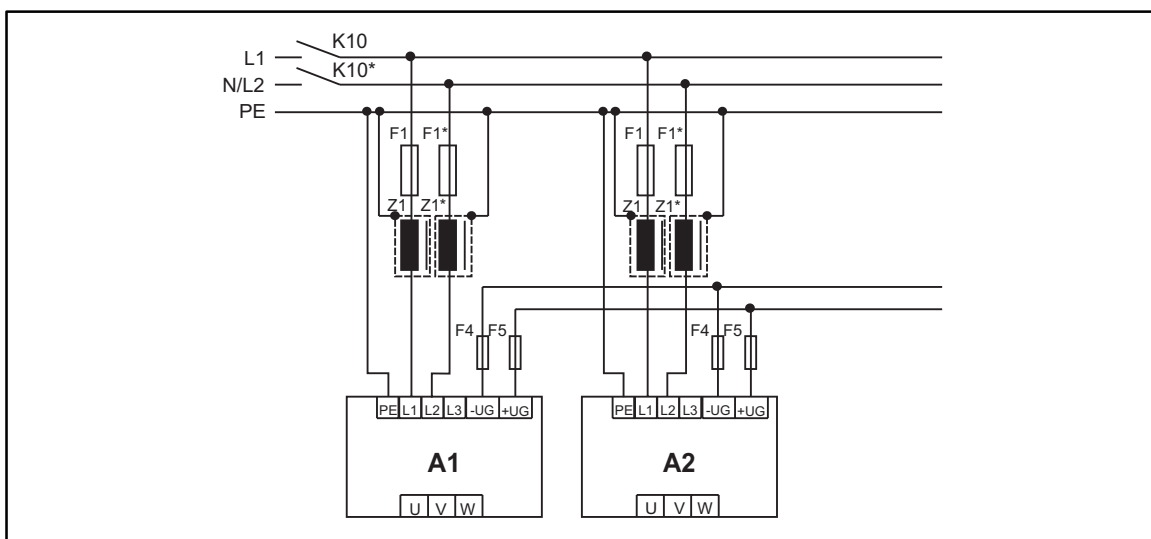 K10
L1
K10*
N/L2
PE
F1 F1* F1 F1*
Z1 Z1* Z1 Z1*
F4 F5 F4 F5
PE L1 L2 L3 -UG +UG PE L1 L2 L3 -UG +UG
A1 A2
U V W U V W